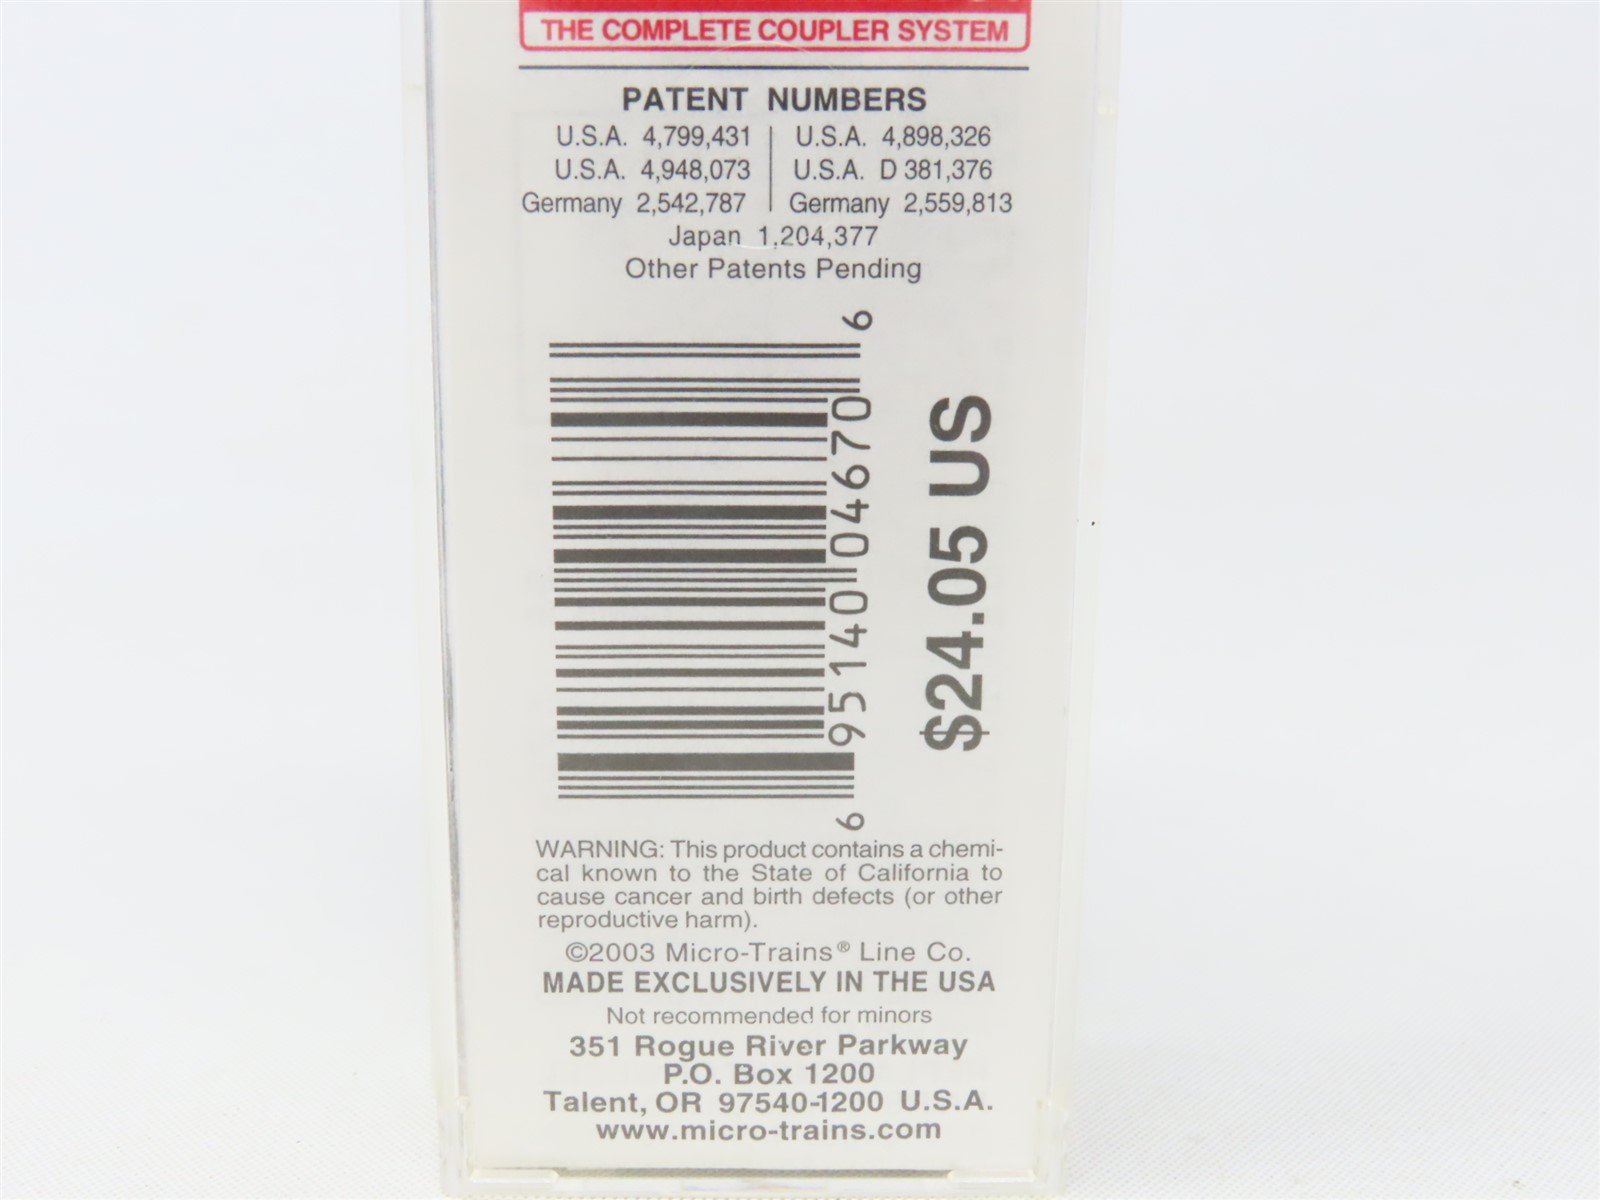 THE COMPLETE COUPLER SYSTEM
PATENT NUMBERS
U.S.A. 4,799,431 | U.S.A. 4,898,326
U.S.A. 4,948,073 | U.S.A. D 381,376
Germany 2,542,787 | Germany 2,559,813
Japan 1,204,377
Other Patents Pending
6 95140 04670 6
$24.05 US
WARNING: This product contains a chemi-
cal known to the State of California to
cause cancer and birth defects (or other
reproductive harm).
©2003 Micro-Trains® Line Co.
MADE EXCLUSIVELY IN THE USA
Not recommended for minors
351 Rogue River Parkway
P.O. Box 1200
Talent, OR 97540-1200 U.S.A.
www.micro-trains.com